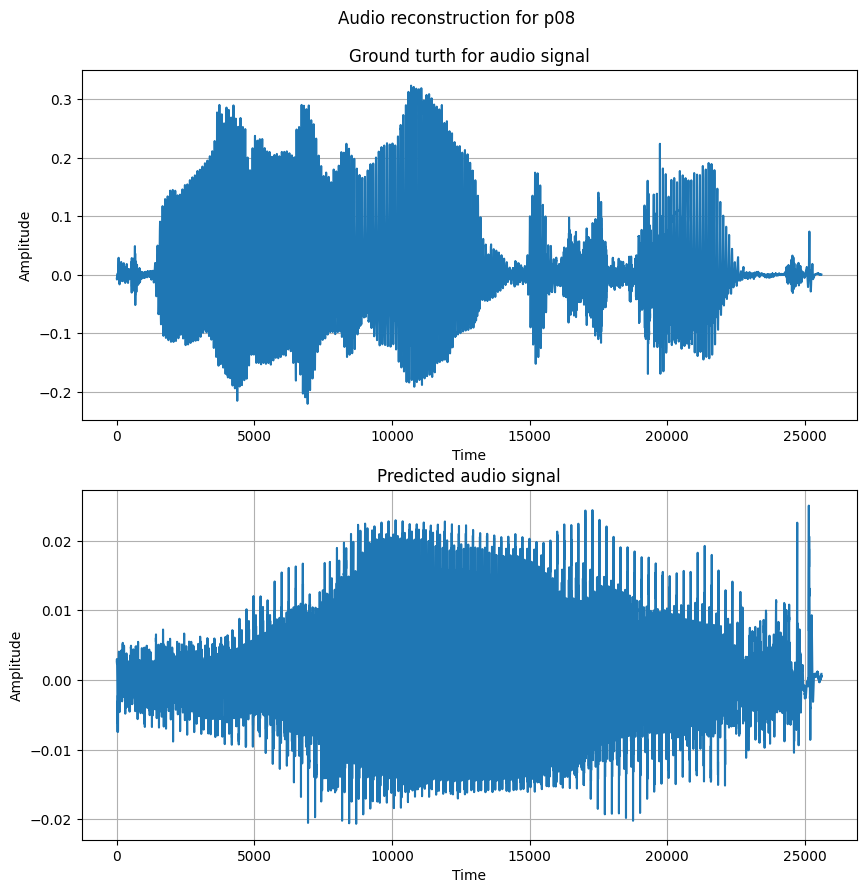 Audio reconstruction for p08
Ground turth for audio signal
0.3
0.2
0.1
0.0
−0.1
−0.2
Amplitude
0 5000 10000 15000 20000 25000
Time
Predicted audio signal
0.02
0.01
0.00
−0.01
−0.02
Amplitude
0 5000 10000 15000 20000 25000
Time